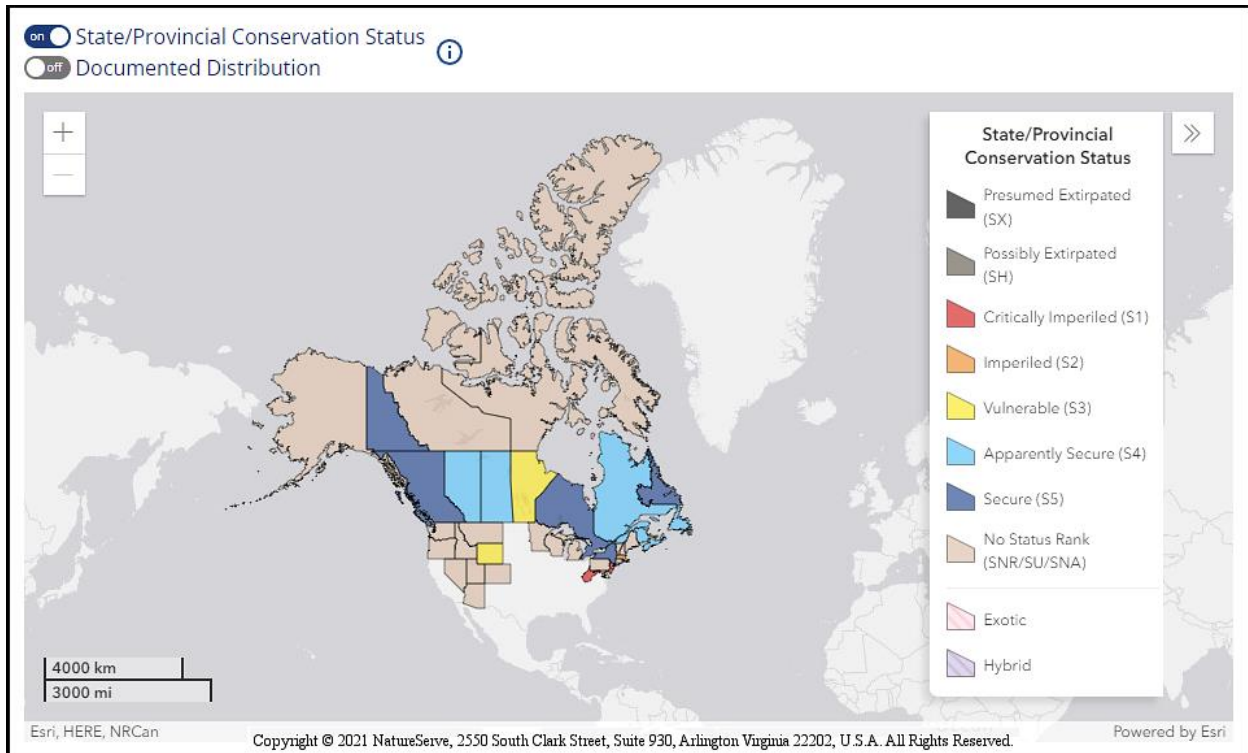 on State/Provincial Conservation Status
off Documented Distribution
State/Provincial
Conservation Status
Presumed Extirpated
(SX)
Possibly Extirpated
(SH)
Critically Imperiled (S1)
Imperiled (S2)
Vulnerable (S3)
Apparently Secure (S4)
Secure (S5)
No Status Rank
(SNR/SU/SNA)
Exotic
Hybrid
4000 km
3000 mi
Esri, HERE, NRCan
Copyright © 2021 NatureServe, 2550 South Clark Street, Suite 930, Arlington Virginia 22202, U.S.A. All Rights Reserved.
Powered by Esri